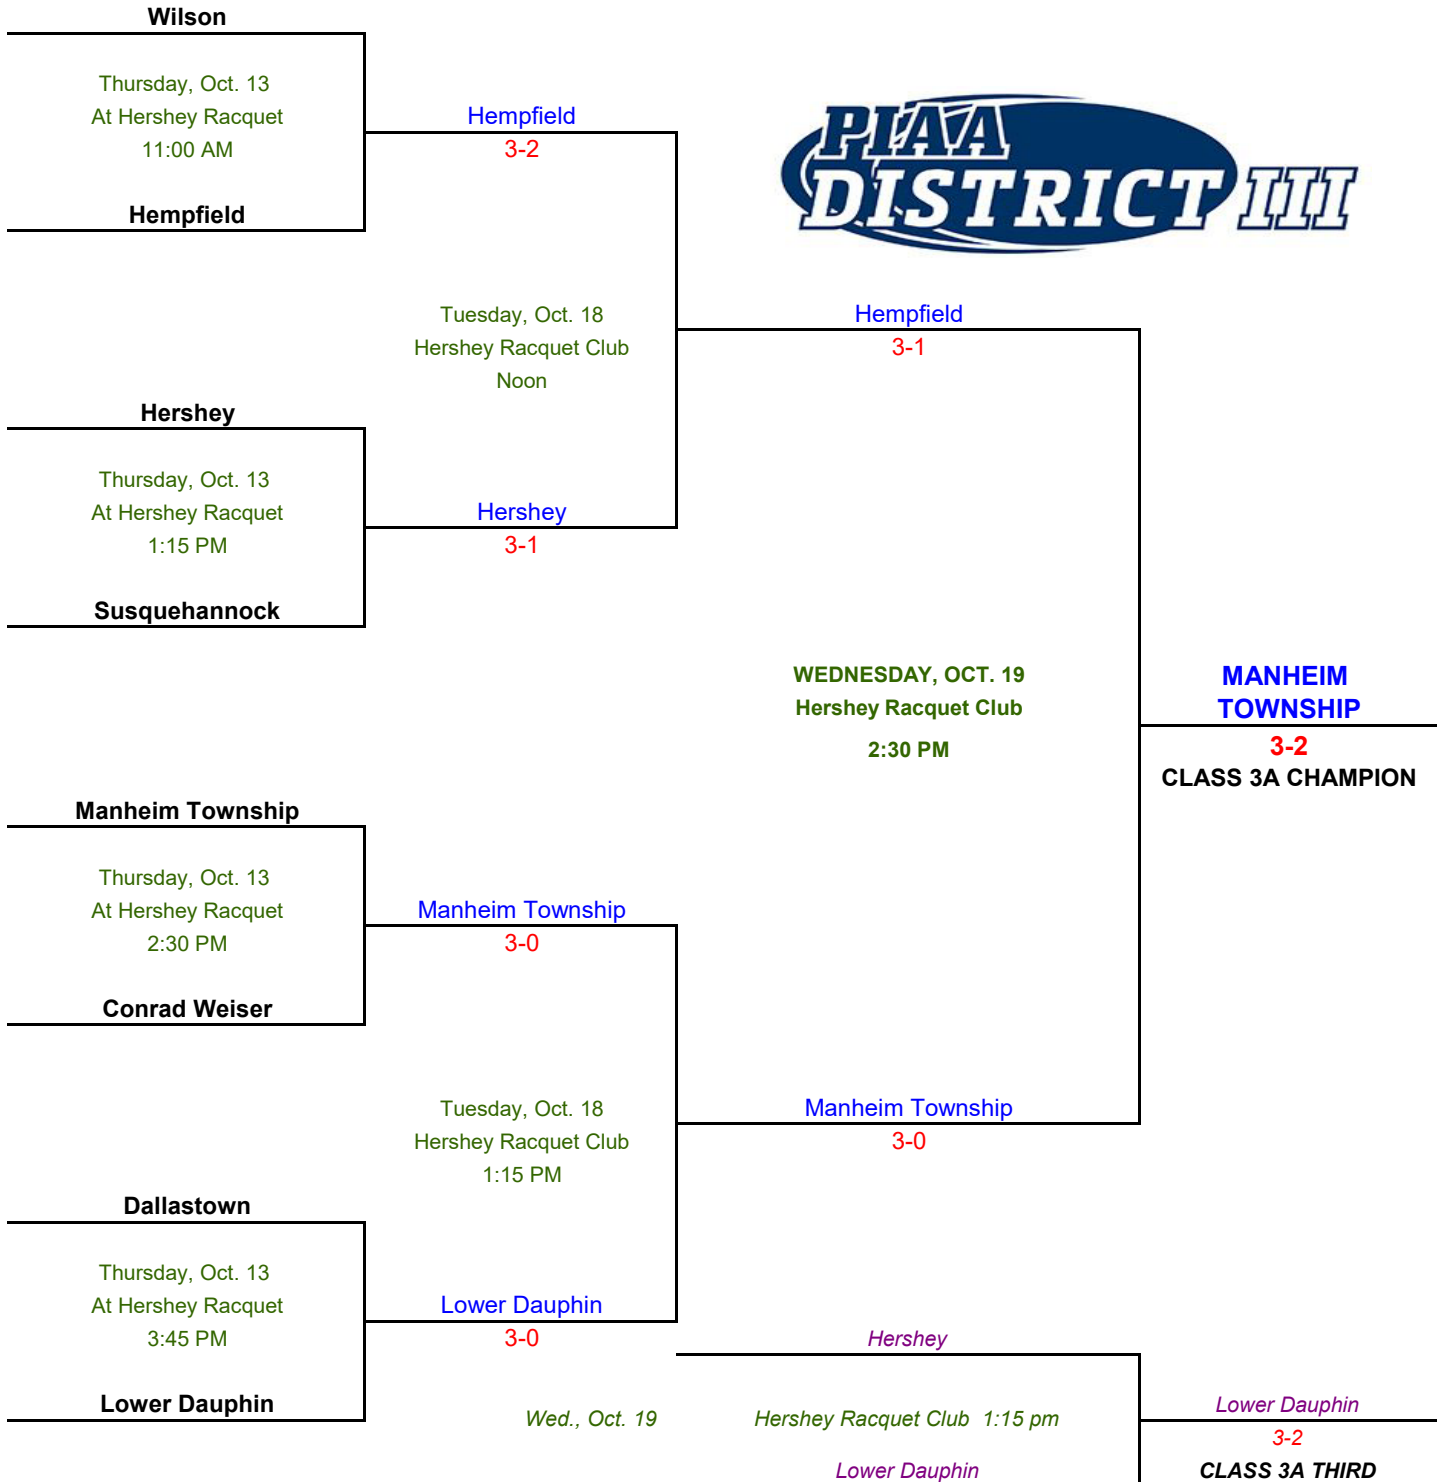 Wilson
Thursday, Oct. 13
At Hershey Racquet
11:00 AM
Hempfield
Hempfield
3-2
PIAA
DISTRICT III
Tuesday, Oct. 18
Hershey Racquet Club
Noon
Hempfield
3-1
Hershey
Thursday, Oct. 13
At Hershey Racquet
1:15 PM
Susquehannock
Hershey
3-1
WEDNESDAY, OCT. 19
Hershey Racquet Club
2:30 PM
MANHEIM
TOWNSHIP
3-2
CLASS 3A CHAMPION
Manheim Township
Thursday, Oct. 13
At Hershey Racquet
2:30 PM
Conrad Weiser
Manheim Township
3-0
Tuesday, Oct. 18
Hershey Racquet Club
1:15 PM
Manheim Township
3-0
Dallastown
Thursday, Oct. 13
At Hershey Racquet
3:45 PM
Lower Dauphin
Lower Dauphin
3-0
Hershey
Wed., Oct. 19 Hershey Racquet Club 1:15 pm
Lower Dauphin
Lower Dauphin
3-2
CLASS 3A THIRD